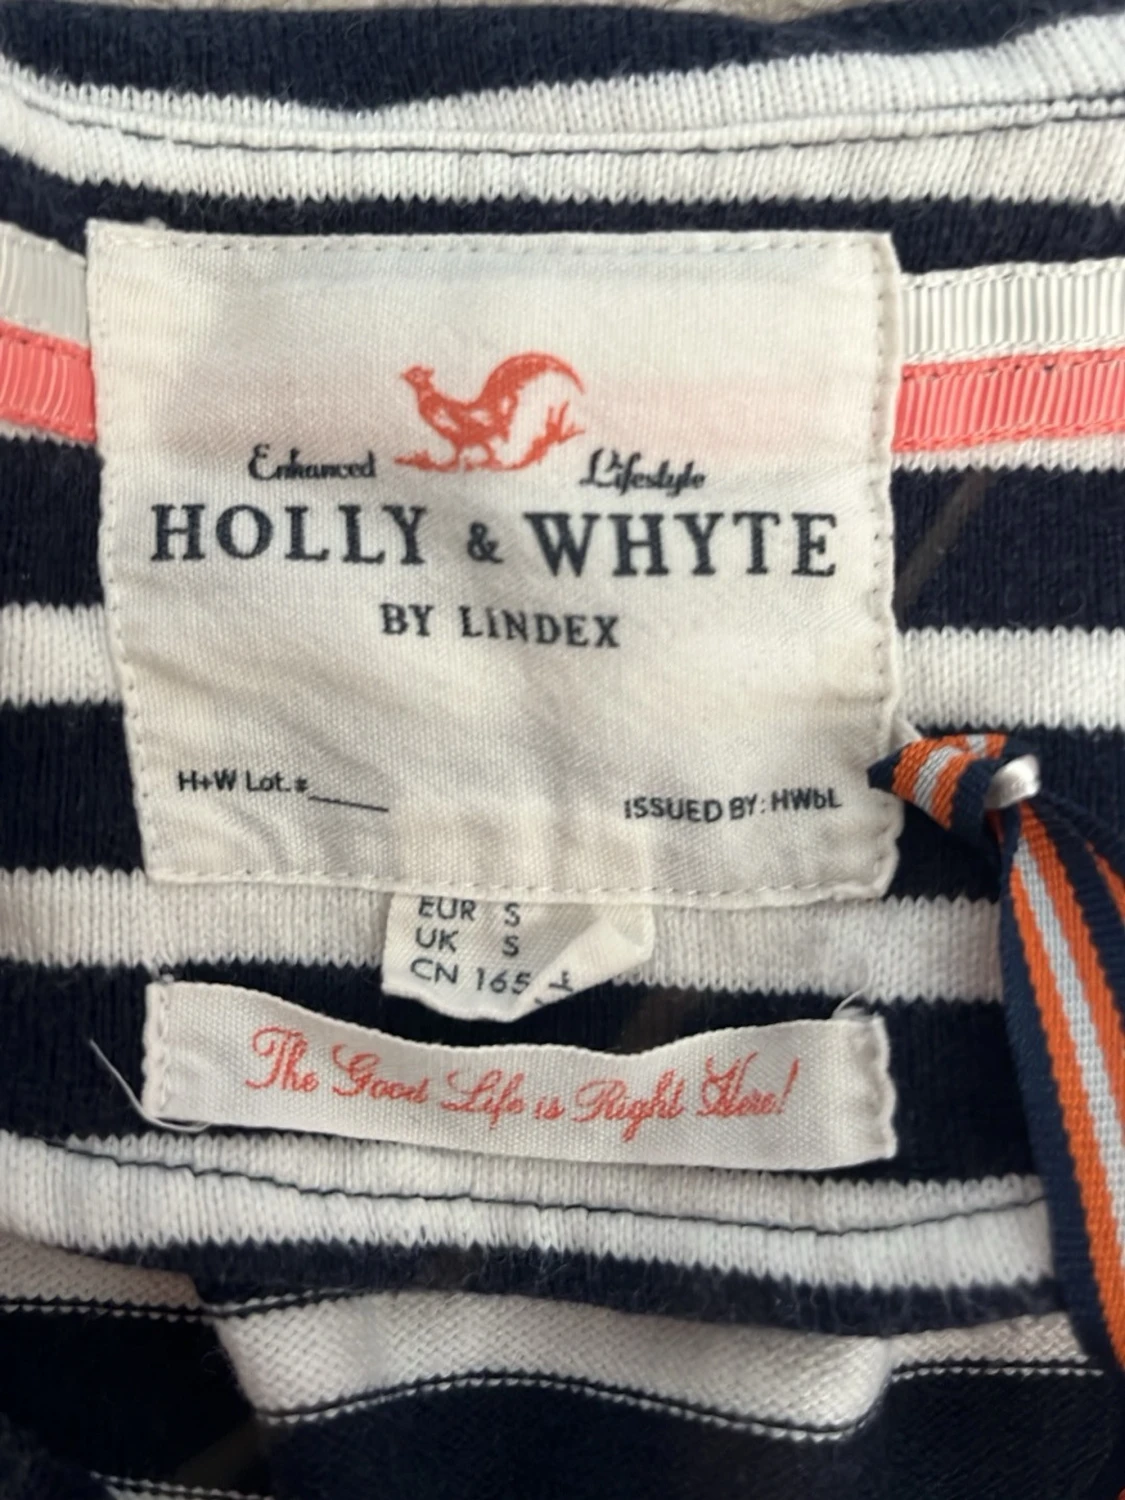 Enhanced Lifestyle
HOLLY & WHYTE
BY LINDEX
H+W Lot.#_____ ISSUED BY: HWbL
EUR S
UK S
CN 165
The Good Life is Right Here!